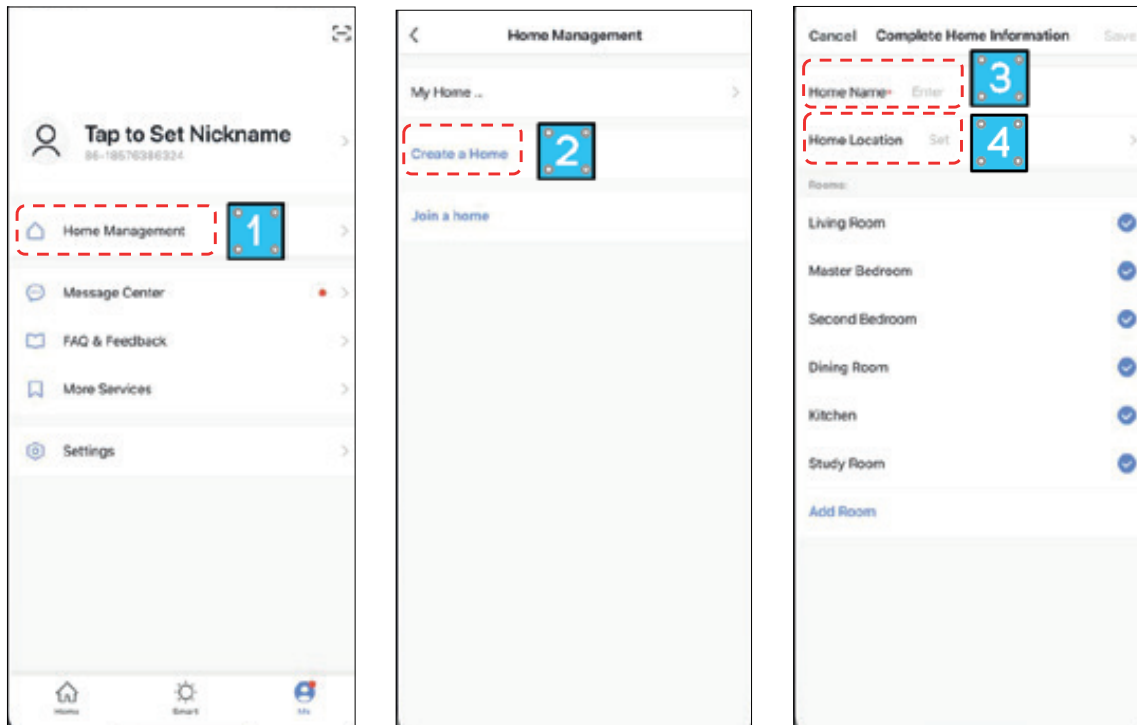 Tap to Set Nickname
86-18576386324
Home Management
1
Message Center
FAQ & Feedback
More Services
Settings
Home
Smart
Me
Home Management
My Home ..
Create a Home
2
Join a home
Cancel Complete Home Information Save
Home Name* Enter
3
Home Location Set
4
Rooms:
Living Room
Master Bedroom
Second Bedroom
Dining Room
Kitchen
Study Room
Add Room